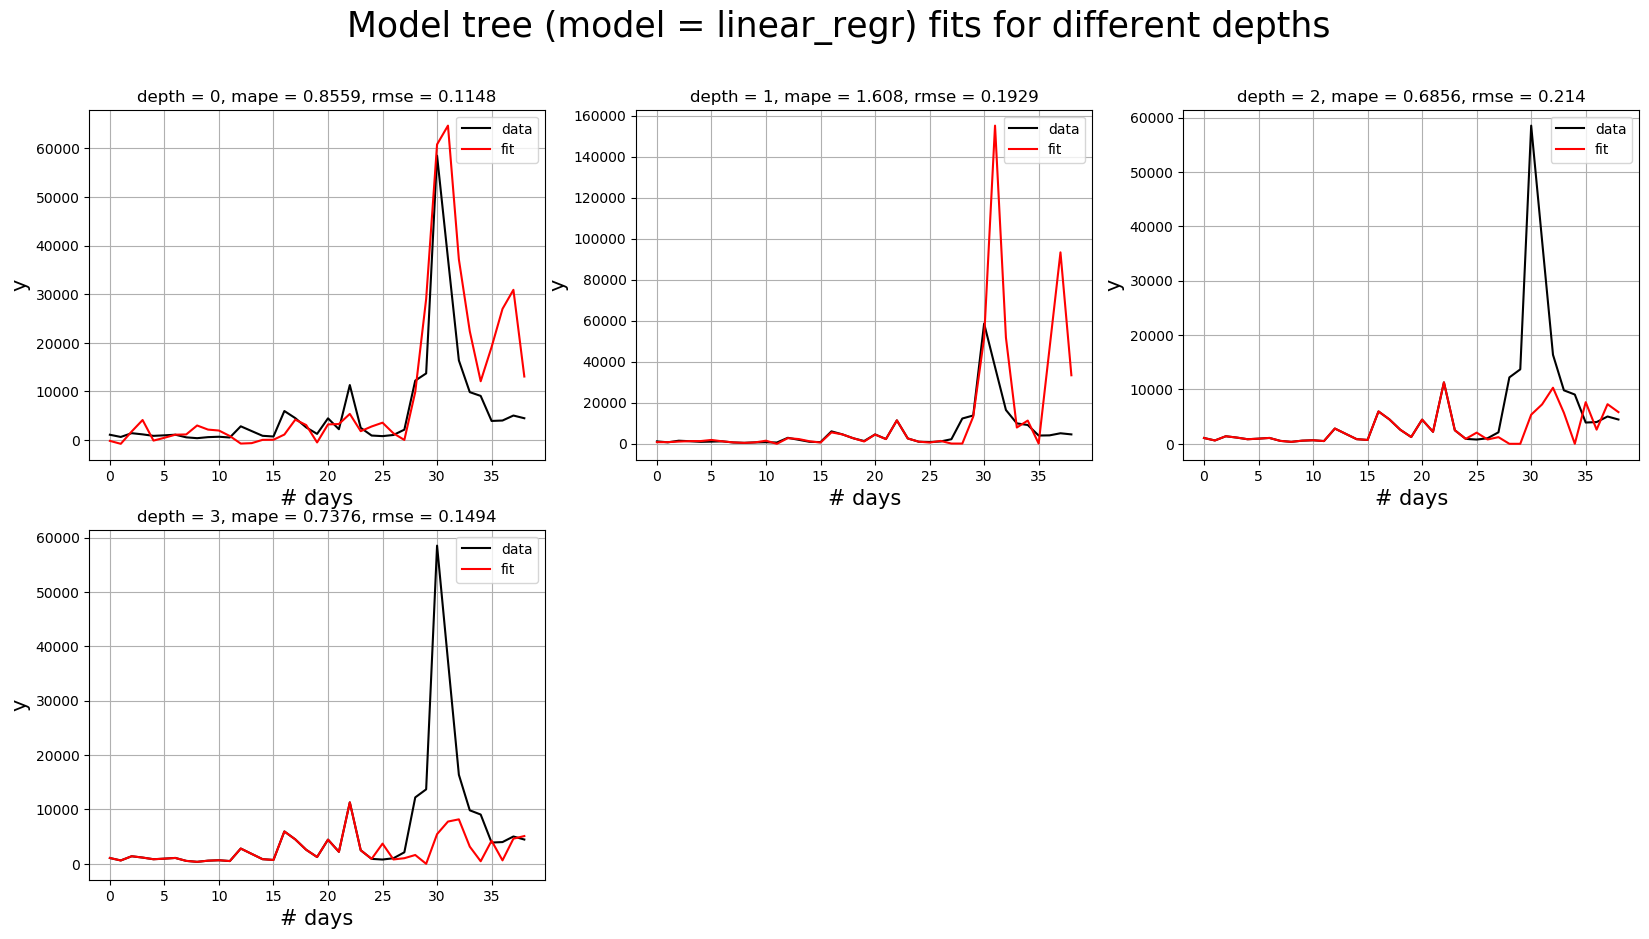 Model tree (model = linear_regr) fits for different depths
depth = 0, mape = 0.8559, rmse = 0.1148
data
fit
60000
50000
40000
30000
20000
10000
0
y
0 5 10 15 20 25 30 35
# days
depth = 1, mape = 1.608, rmse = 0.1929
data
fit
160000
140000
120000
100000
80000
60000
40000
20000
0
y
0 5 10 15 20 25 30 35
# days
depth = 2, mape = 0.6856, rmse = 0.214
data
fit
60000
50000
40000
30000
20000
10000
0
y
0 5 10 15 20 25 30 35
# days
depth = 3, mape = 0.7376, rmse = 0.1494
data
fit
60000
50000
40000
30000
20000
10000
0
y
0 5 10 15 20 25 30 35
# days